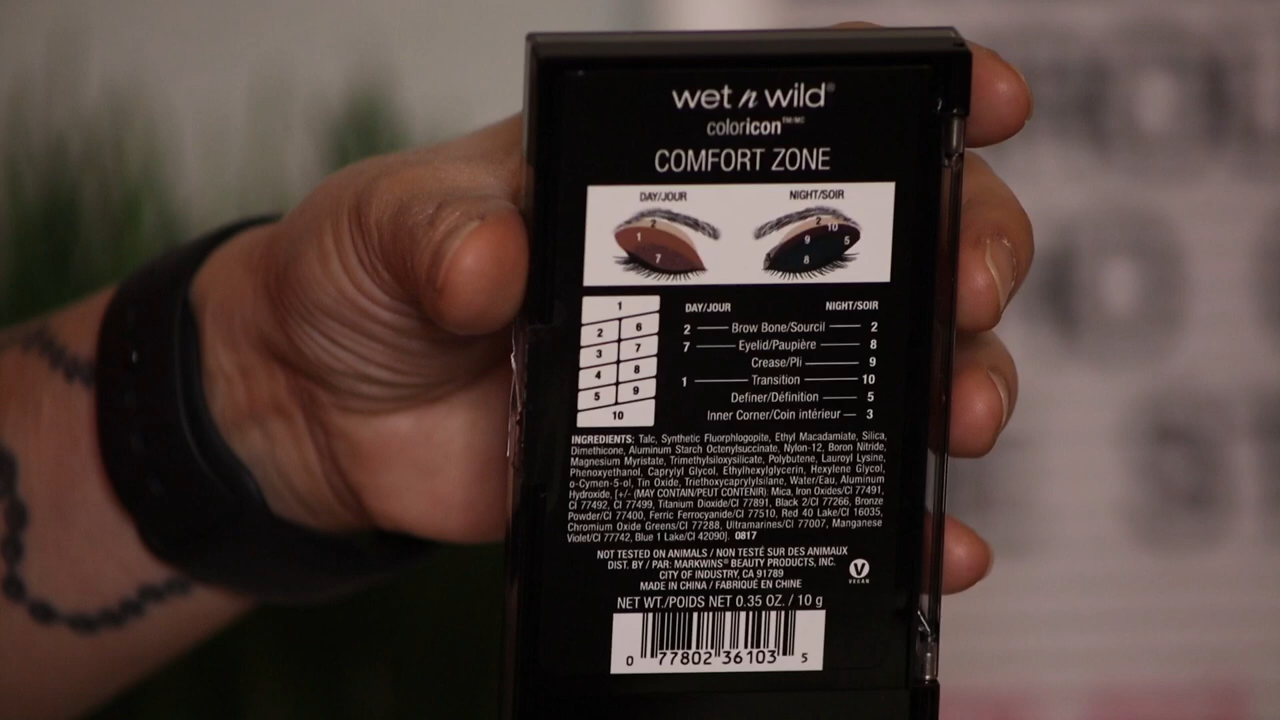 wet n wild®
coloricon™/MC
COMFORT ZONE
DAY/JOUR NIGHT/SOIR
2 2 10
1 9 5
7 8
1
2 6
3 7
4 8
5 9
10
DAY/JOUR NIGHT/SOIR
2 Brow Bone/Sourcil 2
7 Eyelid/Paupière 8
Crease/Pli 9
1 Transition 10
Definer/Définition 5
Inner Corner/Coin intérieur 3
INGREDIENTS: Talc, Synthetic Fluorphlogopite, Ethyl Macadamiate, Silica,
Dimethicone, Aluminum Starch Octenylsuccinate, Nylon-12, Boron Nitride,
Magnesium Myristate, Trimethylsiloxysilicate, Polybutene, Lauroyl Lysine,
Phenoxyethanol, Caprylyl Glycol, Ethylhexylglycerin, Hexylene Glycol,
o-Cymen-5-ol, Tin Oxide, Triethoxycaprylylsilane, Water/Eau, Aluminum
Hydroxide, [+/- (MAY CONTAIN/PEUT CONTENIR): Mica, Iron Oxides/CI 77491,
CI 77492, CI 77499, Titanium Dioxide/CI 77891, Black 2/CI 77266, Bronze
Powder/CI 77400, Ferric Ferrocyanide/CI 77510, Red 40 Lake/CI 16035,
Chromium Oxide Greens/CI 77288, Ultramarines/CI 77007, Manganese
Violet/CI 77742, Blue 1 Lake/CI 42090]. 0817
NOT TESTED ON ANIMALS / NON TESTÉ SUR DES ANIMAUX
DIST. BY / PAR: MARKWINS® BEAUTY PRODUCTS, INC.
CITY OF INDUSTRY, CA 91789
MADE IN CHINA / FABRIQUÉ EN CHINE
V
VEGAN
NET WT./POIDS NET 0.35 OZ. / 10 g
0 77802 36103 5